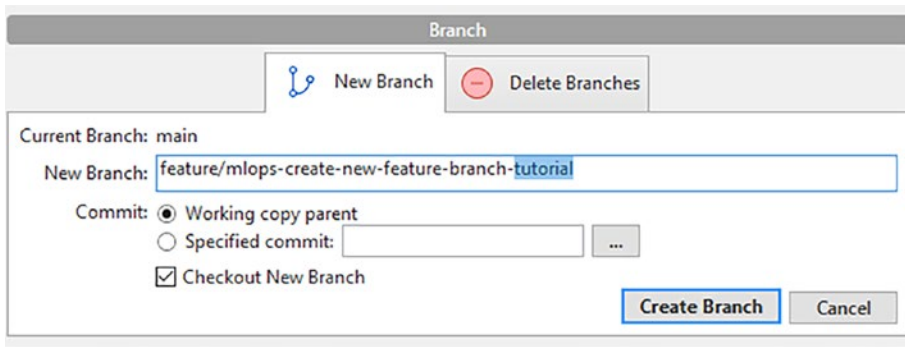 Branch
New Branch
Delete Branches
Current Branch: main
New Branch: feature/mlops-create-new-feature-branch-tutorial
Commit: Working copy parent
Specified commit: ...
Checkout New Branch
Create Branch Cancel